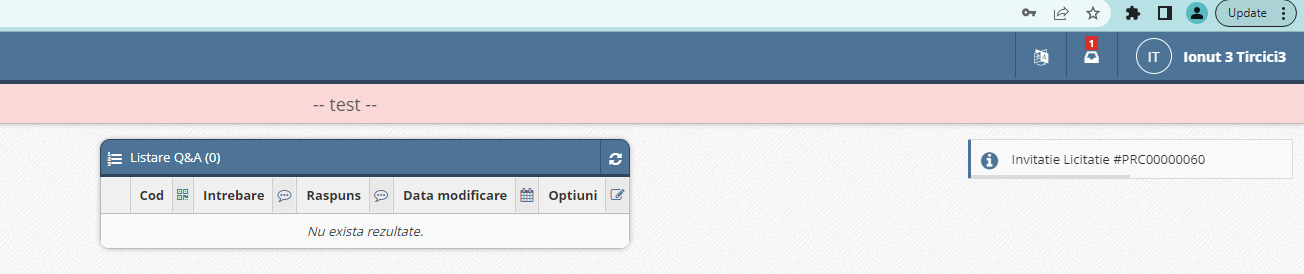 Update
1
IT Ionut 3 Tircici3
-- test --
Listare Q&A (0)
Invitatie Licitatie #PRC00000060
Cod Intrebare Raspuns Data modificare Optiuni
Nu exista rezultate.